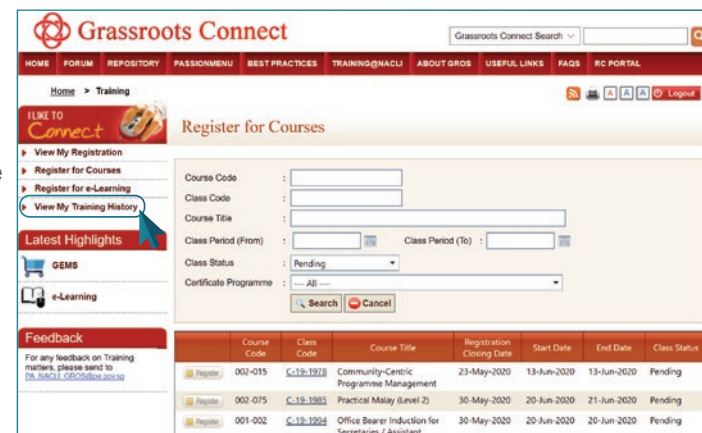 Grassroots Connect
Grassroots Connect Search
HOME FORUM REPOSITORY PASSIONMENU BEST PRACTICES TRAINING@NACLI ABOUT GROS USEFUL LINKS FAQS RC PORTAL
Home > Training
A A A Logout
I LIKE TO
Connect
View My Registration
Register for Courses
Register for e-Learning
View My Training History
Latest Highlights
GEMS
e-Learning
Feedback
For any feedback on Training
matters, please send to
PA_NACLI_GROS@pa.gov.sg
Register for Courses
Course Code :
Class Code :
Course Title :
Class Period (From) : Class Period (To) :
Class Status : Pending
Certificate Programme : --- All ---
Search Cancel
Course Code Class Code Course Title Registration Closing Date Start Date End Date Class Status
Register 002-015 C-19-1978 Community-Centric Programme Management 23-May-2020 13-Jun-2020 13-Jun-2020 Pending
Register 002-075 C-19-1985 Practical Malay (Level 2) 30-May-2020 20-Jun-2020 21-Jun-2020 Pending
Register 001-002 C-19-1994 Office Bearer Induction for Secretaries / Assistant 30-May-2020 20-Jun-2020 20-Jun-2020 Pending